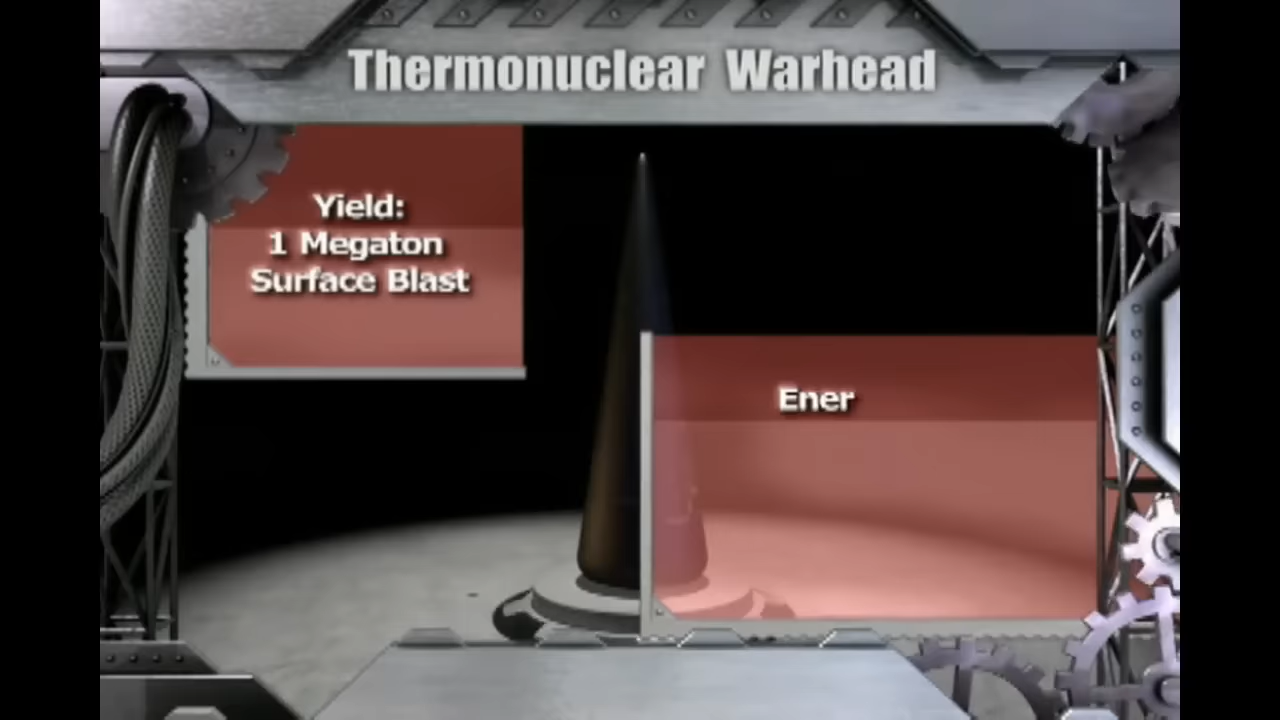 Thermonuclear Warhead
Yield:
1 Megaton
Surface Blast
Ener